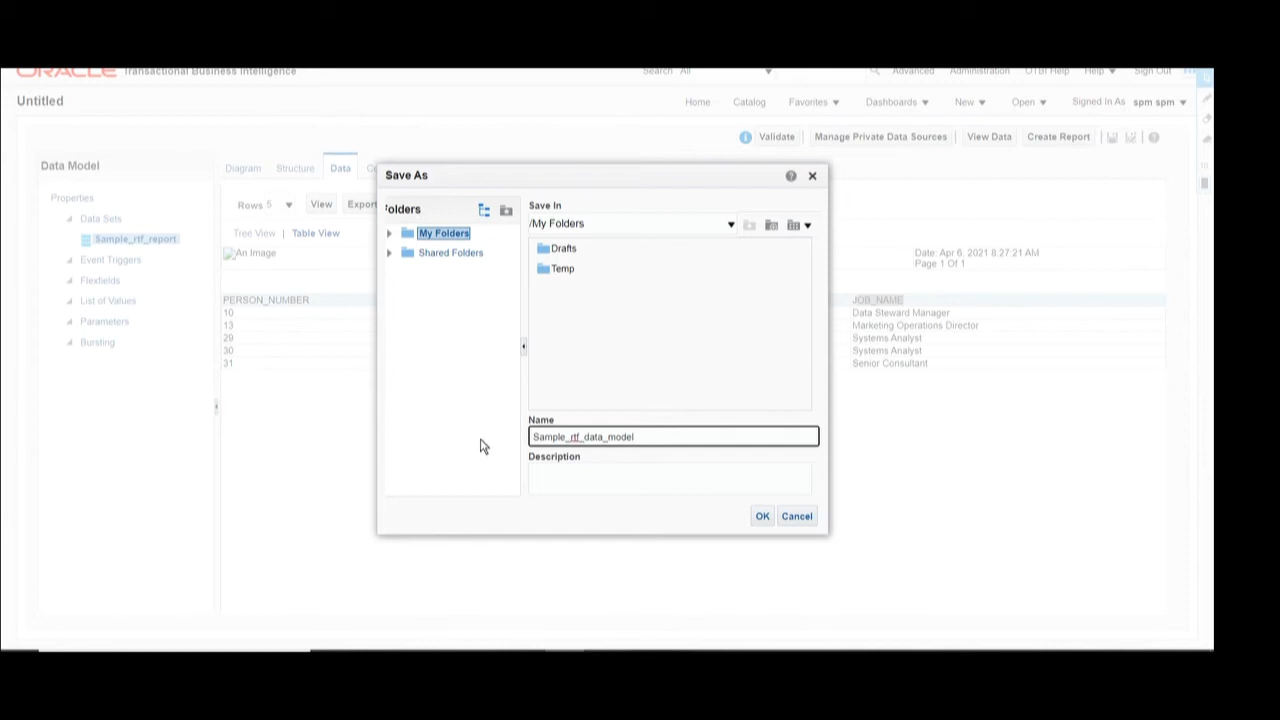 ORACLE Transactional Business Intelligence Search All Advanced Administration OTBI Help Help Sign Out
Untitled Home Catalog Favorites Dashboards New Open Signed In As spm spm
Validate Manage Private Data Sources View Data Create Report
Data Model
Diagram Structure Data
Save As
Properties
Data Sets
Sample_rtf_report
Event Triggers
Flexfields
List of Values
Parameters
Bursting
Rows 5 View Export
Tree View | Table View
An Image
Date: Apr 6, 2021 8:27:21 AM
Page 1 Of 1
PERSON_NUMBER JOB_NAME
10 Data Steward Manager
13 Marketing Operations Director
29 Systems Analyst
30 Systems Analyst
31 Senior Consultant
olders
My Folders
Shared Folders
Save In
/My Folders
Drafts
Temp
Name
Sample_rtf_data_model
Description
OK Cancel